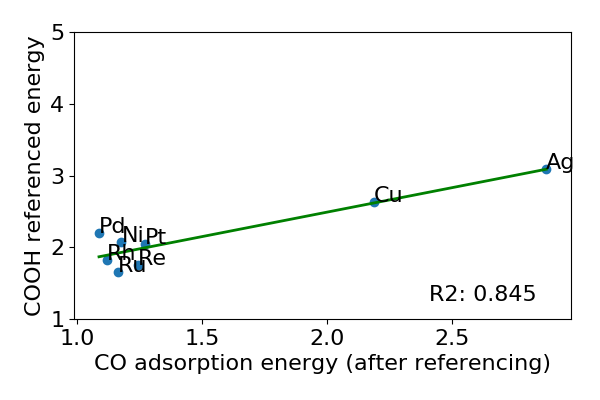 5
4
3
2
1
COOH referenced energy
Ag
Cu
Pd
Ni
Pt
Rh
Re
Ru
R2: 0.845
1.0
1.5
2.0
2.5
CO adsorption energy (after referencing)